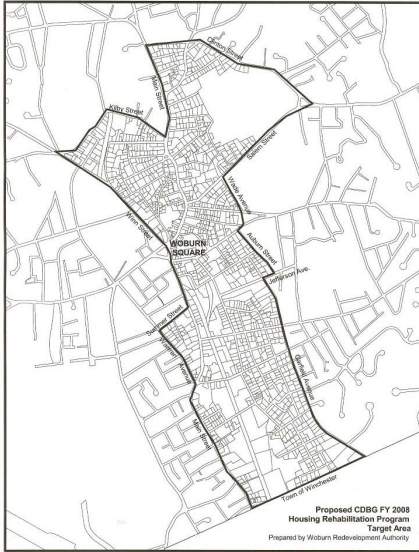 Clinton Street
Main Street
Kilby Street
Salem Street
Wade Avenue
Winn Street
WOBURN
SQUARE
Auburn Street
Jefferson Ave.
Summer Street
Avenue
Garfield Avenue
Main Street
Town of Winchester
Proposed CDBG FY 2008
Housing Rehabilitation Program
Target Area
Prepared by Woburn Redevelopment Authority